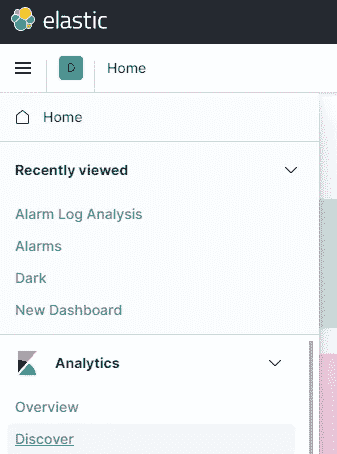 elastic
D
Home
Home
Recently viewed
Alarm Log Analysis
Alarms
Dark
New Dashboard
Analytics
Overview
Discover